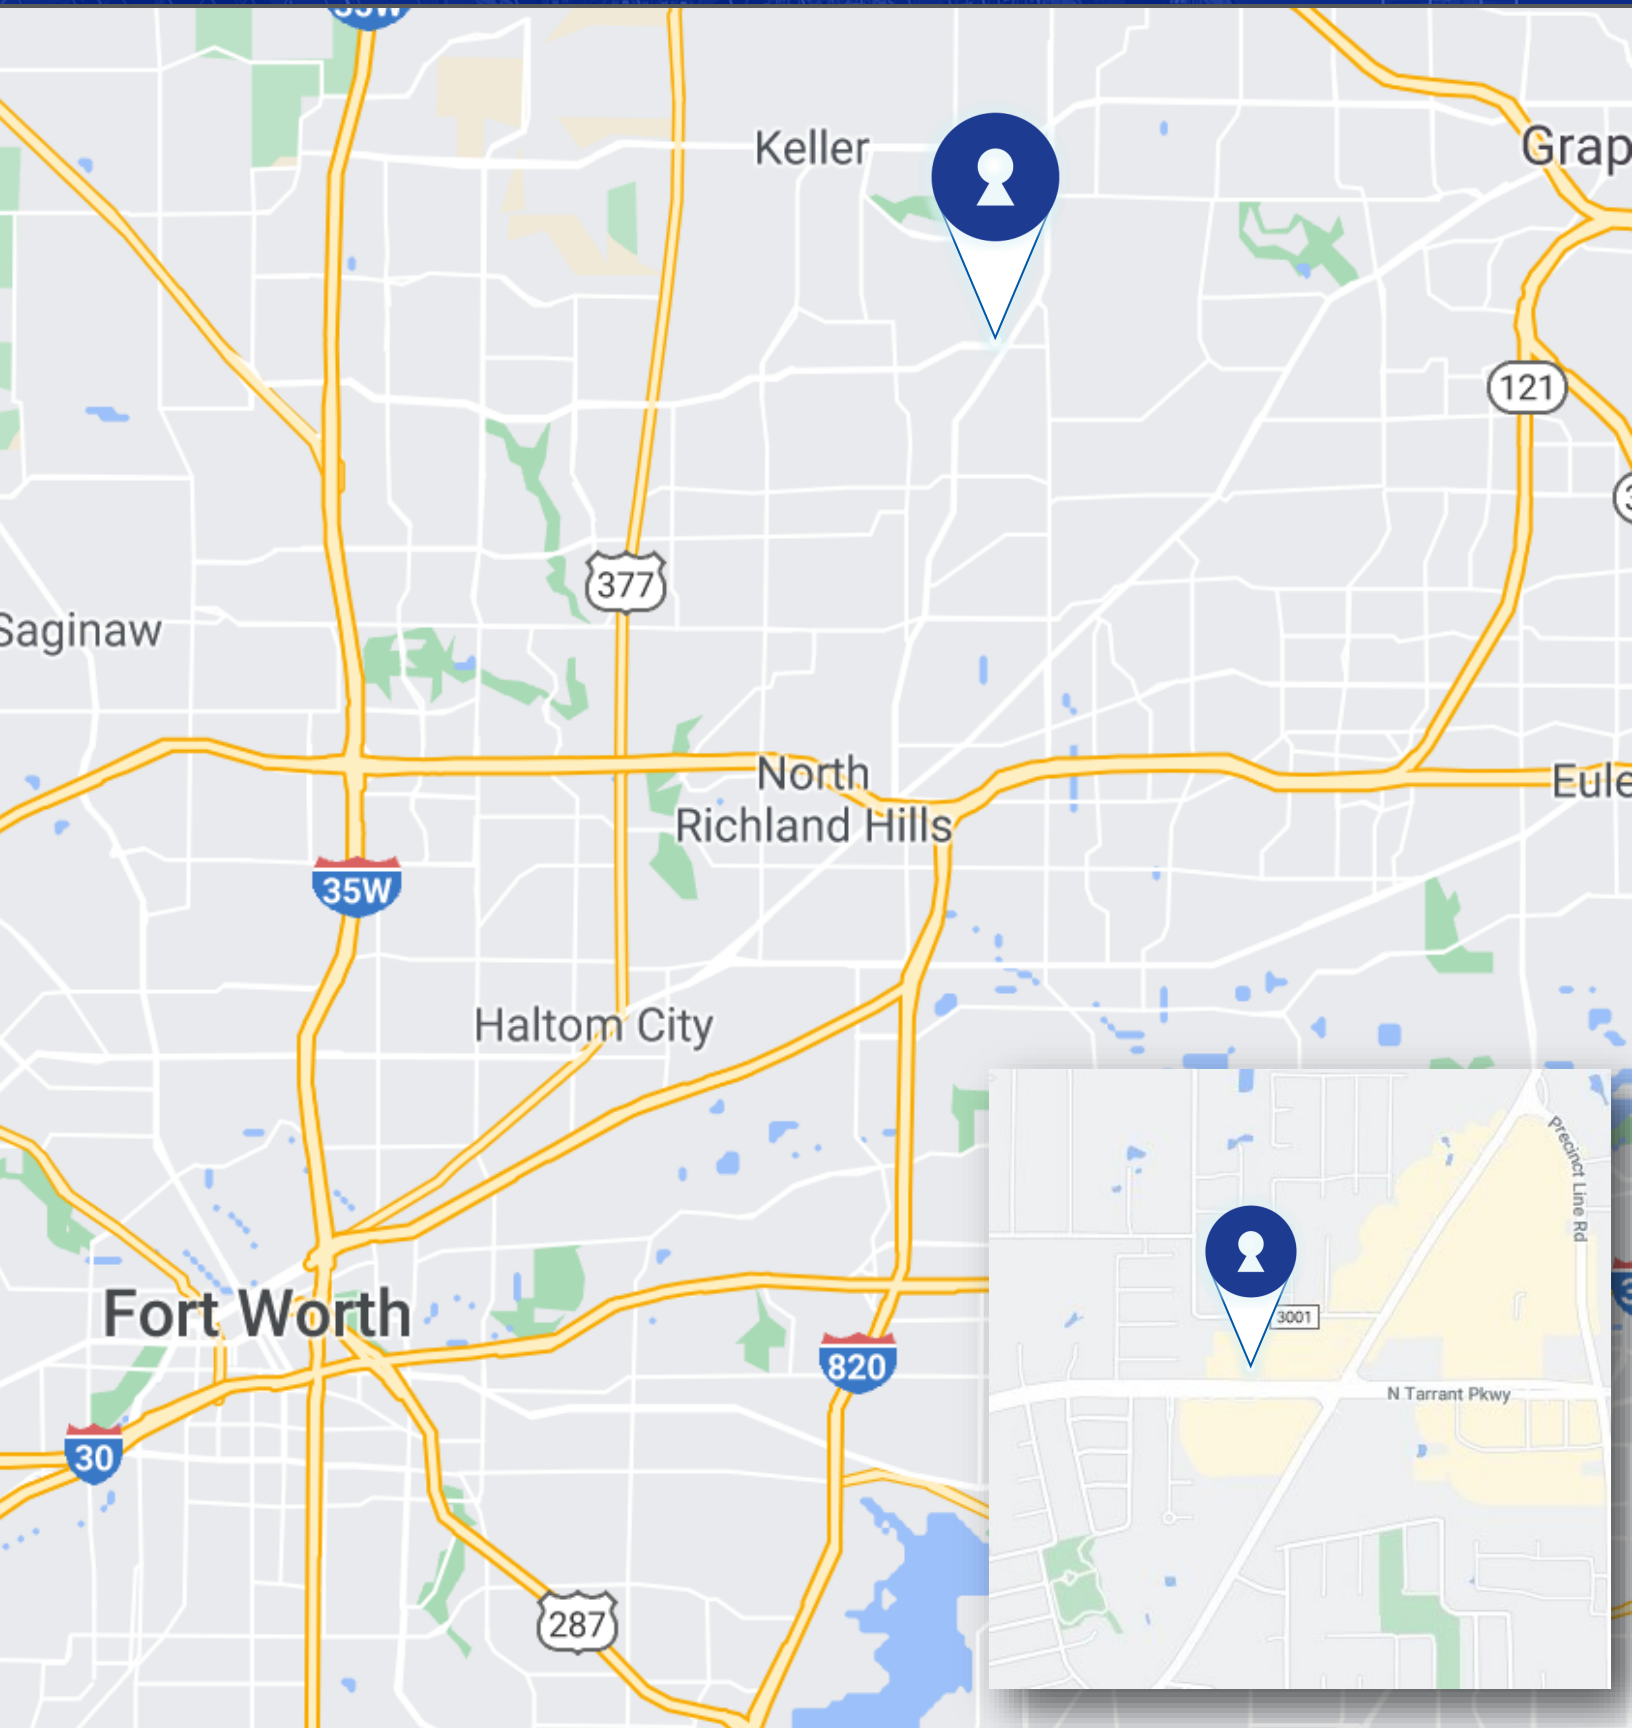 35W
Keller
Grap
121
377
Saginaw
North
Richland Hills
Eule
35W
Haltom City
Precinct Line Rd
Fort Worth
3001
820
N Tarrant Pkwy
30
287